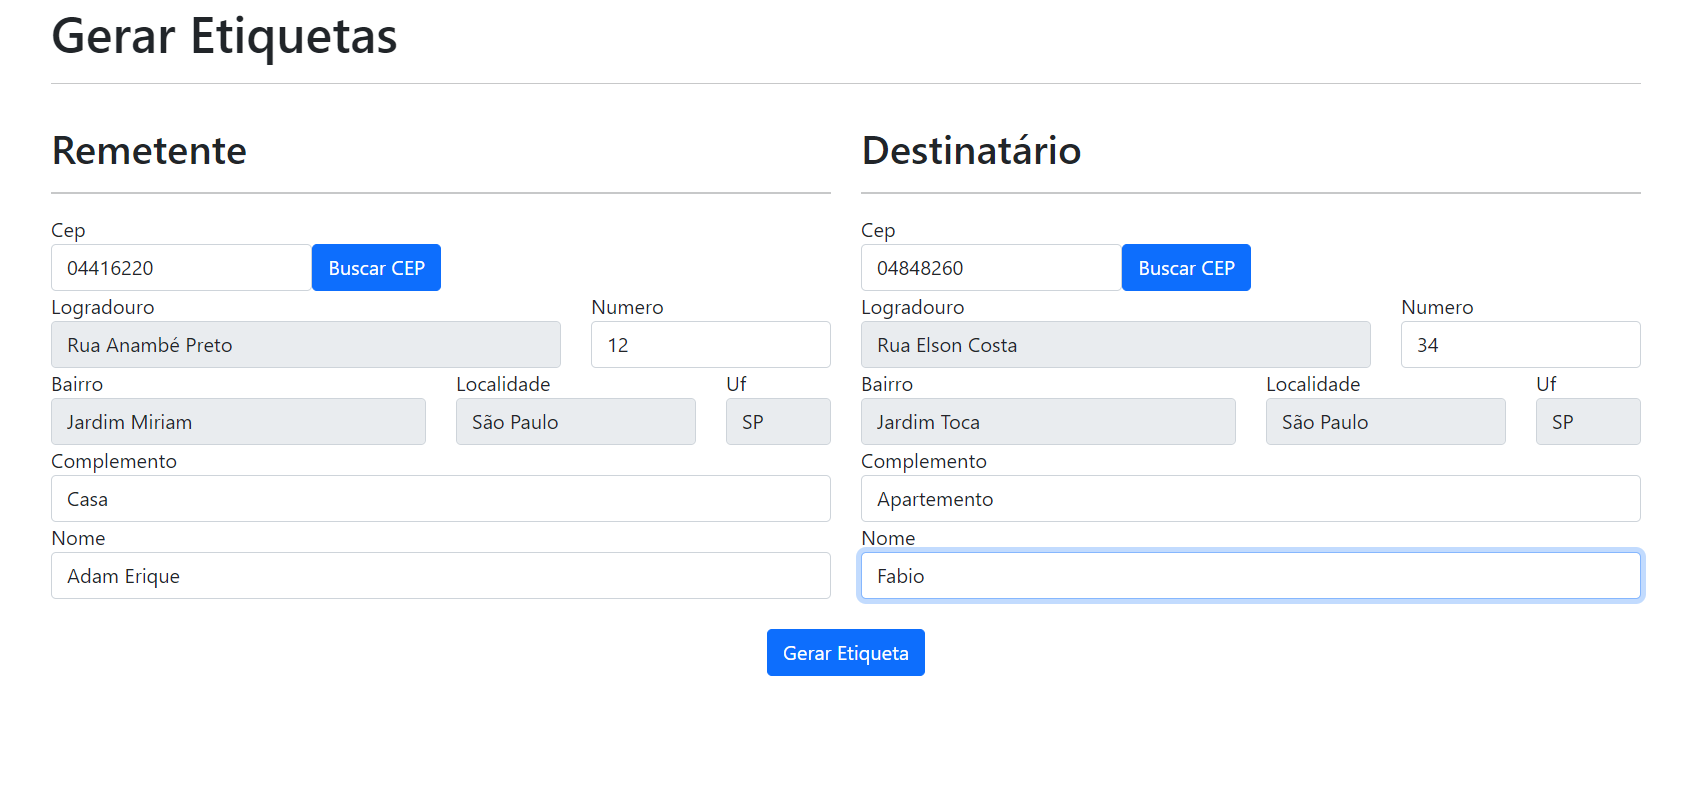 Gerar Etiquetas
Remetente
Cep
04416220
Buscar CEP
Logradouro
Numero
Rua Anambé Preto
12
Bairro
Localidade
Uf
Jardim Miriam
São Paulo
SP
Complemento
Casa
Nome
Adam Erique
Destinatário
Cep
04848260
Buscar CEP
Logradouro
Numero
Rua Elson Costa
34
Bairro
Localidade
Uf
Jardim Toca
São Paulo
SP
Complemento
Apartemento
Nome
Fabio
Gerar Etiqueta